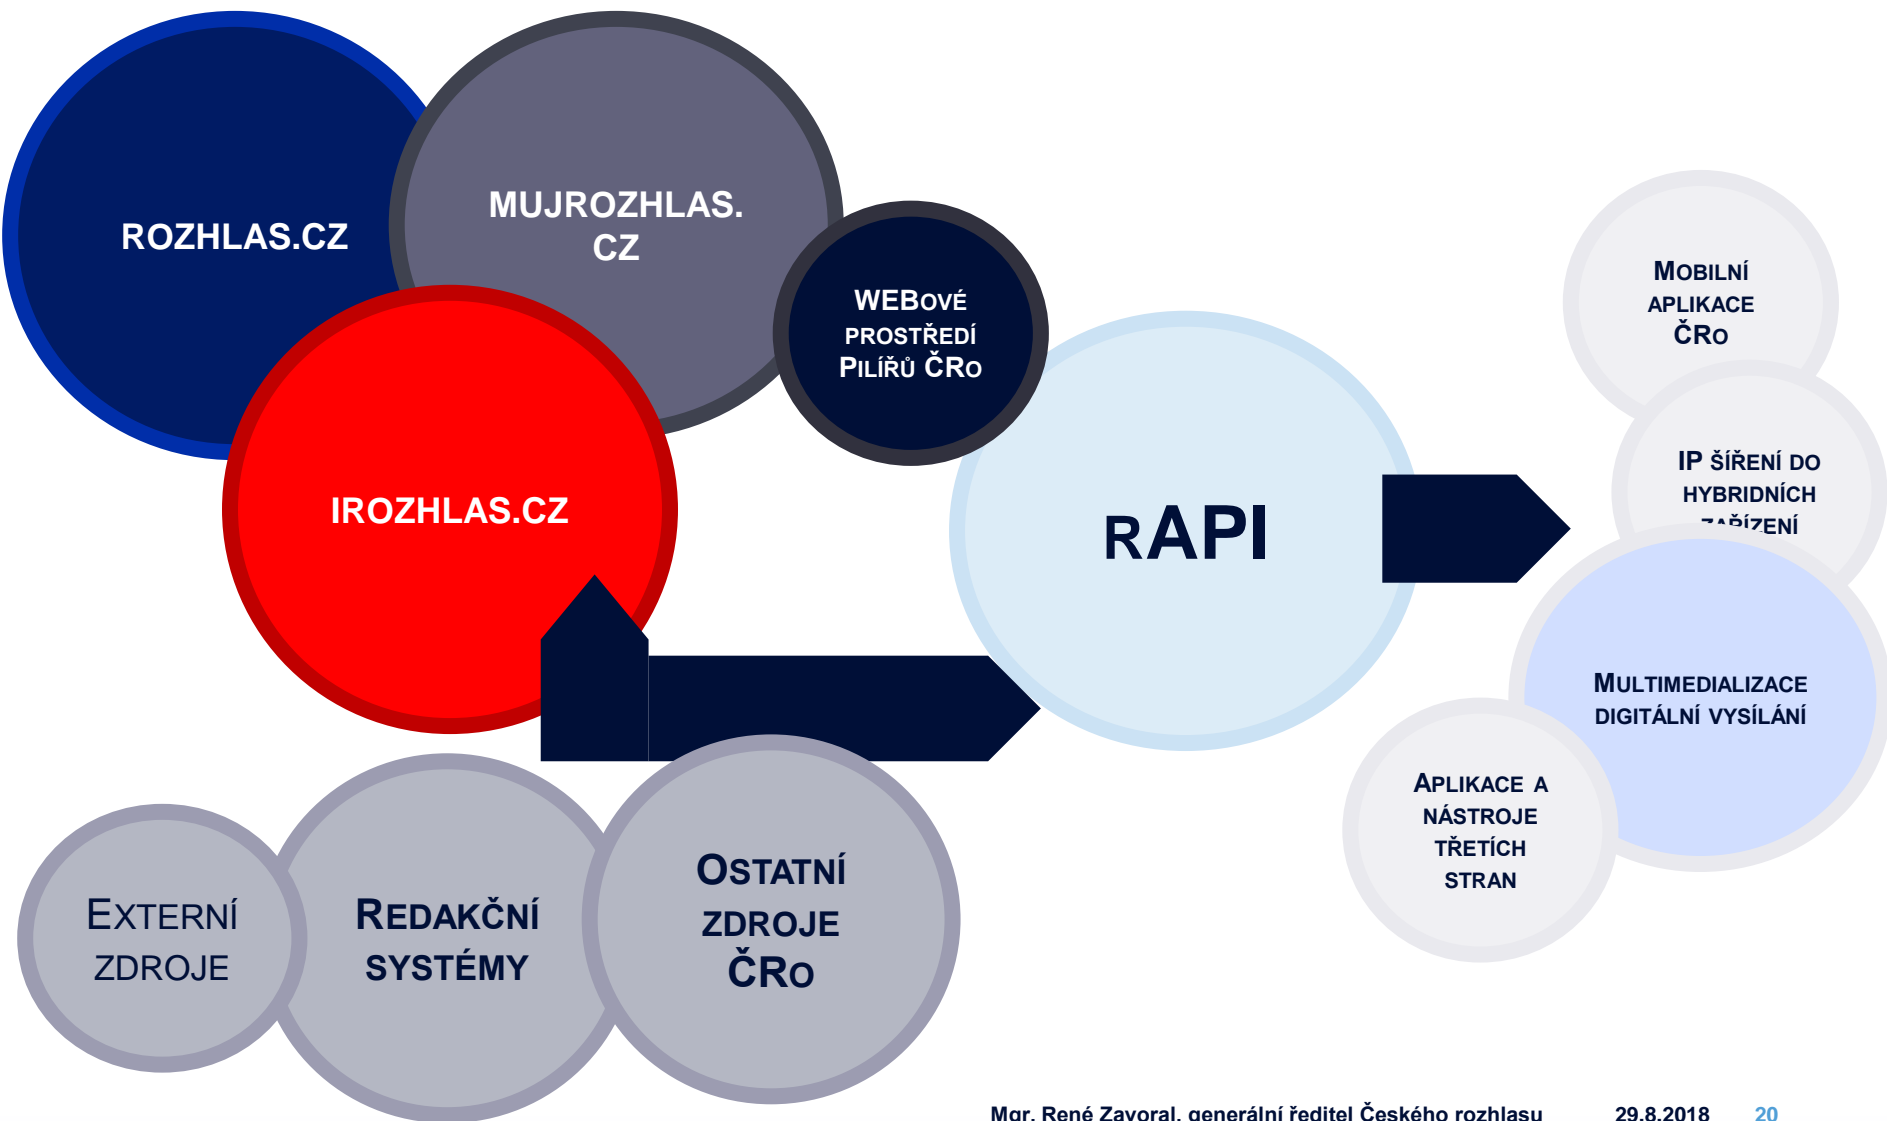 ROZHLAS.CZ
MUJROZHLAS.
CZ
WEBOVÉ
PROSTŘEDÍ
PILÍŘŮ ČRO
IROZHLAS.CZ
RAPI
MOBILNÍ
APLIKACE
ČRO
IP ŠÍŘENÍ DO
HYBRIDNÍCH
ZAŘÍZENÍ
MULTIMEDIALIZACE
DIGITÁLNÍ VYSÍLÁNÍ
APLIKACE A
NÁSTROJE
TŘETÍCH
STRAN
EXTERNÍ
ZDROJE
REDAKČNÍ
SYSTÉMY
OSTATNÍ
ZDROJE
ČRO
Mgr. René Zavoral, generální ředitel Českého rozhlasu 29.8.2018 20